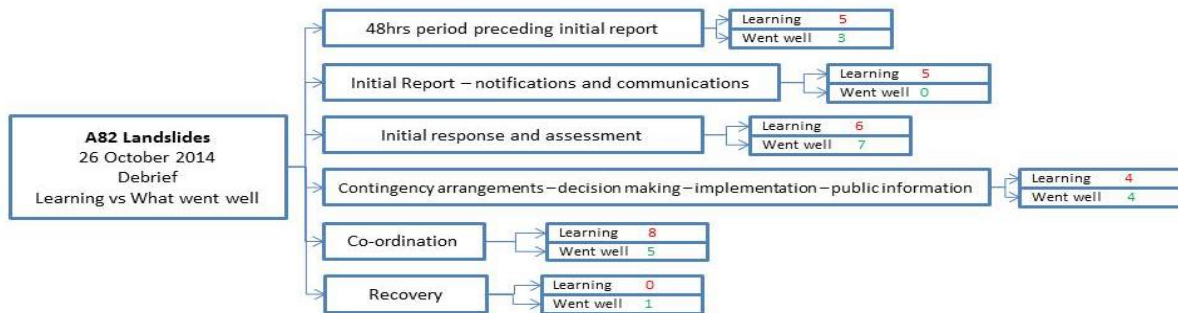 A82 Landslides
26 October 2014
Debrief
Learning vs What went well
48hrs period preceding initial report
Learning 5
Went well 3
Initial Report – notifications and communications
Learning 5
Went well 0
Initial response and assessment
Learning 6
Went well 7
Contingency arrangements – decision making – implementation – public information
Learning 4
Went well 4
Co-ordination
Learning 8
Went well 5
Recovery
Learning 0
Went well 1